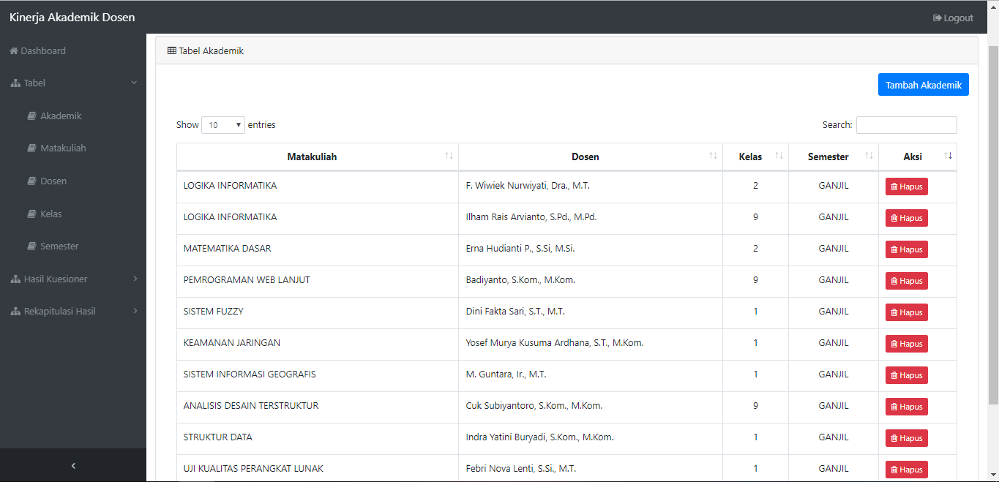 Kinerja Akademik Dosen
Logout
Dashboard
Tabel
Akademik
Matakuliah
Dosen
Kelas
Semester
Hasil Kuesioner
Rekapitulasi Hasil
Tabel Akademik
Tambah Akademik
Show 10 entries Search:
Matakuliah Dosen Kelas Semester Aksi
LOGIKA INFORMATIKA F. Wiwiek Nurwiyati, Dra., M.T. 2 GANJIL Hapus
LOGIKA INFORMATIKA Ilham Rais Arvianto, S.Pd., M.Pd. 9 GANJIL Hapus
MATEMATIKA DASAR Erna Hudianti P., S.Si, M.Si. 2 GANJIL Hapus
PEMROGRAMAN WEB LANJUT Badiyanto, S.Kom., M.Kom. 9 GANJIL Hapus
SISTEM FUZZY Dini Fakta Sari, S.T., M.T. 1 GANJIL Hapus
KEAMANAN JARINGAN Yosef Murya Kusuma Ardhana, S.T., M.Kom. 1 GANJIL Hapus
SISTEM INFORMASI GEOGRAFIS M. Guntara, Ir., M.T. 1 GANJIL Hapus
ANALISIS DESAIN TERSTRUKTUR Cuk Subiyantoro, S.Kom., M.Kom. 9 GANJIL Hapus
STRUKTUR DATA Indra Yatini Buryadi, S.Kom., M.Kom. 1 GANJIL Hapus
UJI KUALITAS PERANGKAT LUNAK Febri Nova Lenti, S.Si., M.T. 1 GANJIL Hapus